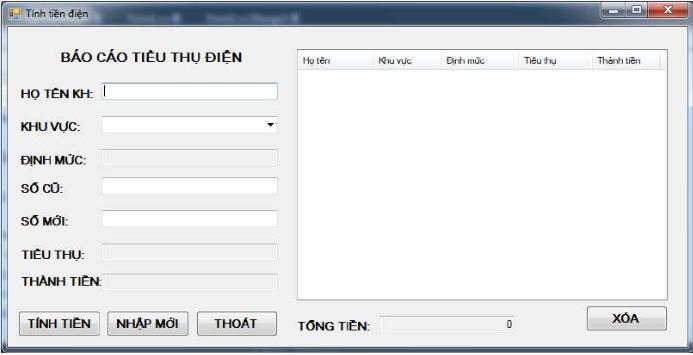 Tính tiền điện
BÁO CÁO TIÊU THỤ ĐIỆN
HỌ TÊN KH:
KHU VỰC:
ĐỊNH MỨC:
SỐ CŨ:
SỐ MỚI:
TIÊU THỤ:
THÀNH TIỀN:
TÍNH TIỀN NHẬP MỚI THOÁT
Họ tên Khu vực Định mức Tiêu thụ Thành tiền
TỔNG TIỀN: 0 XÓA